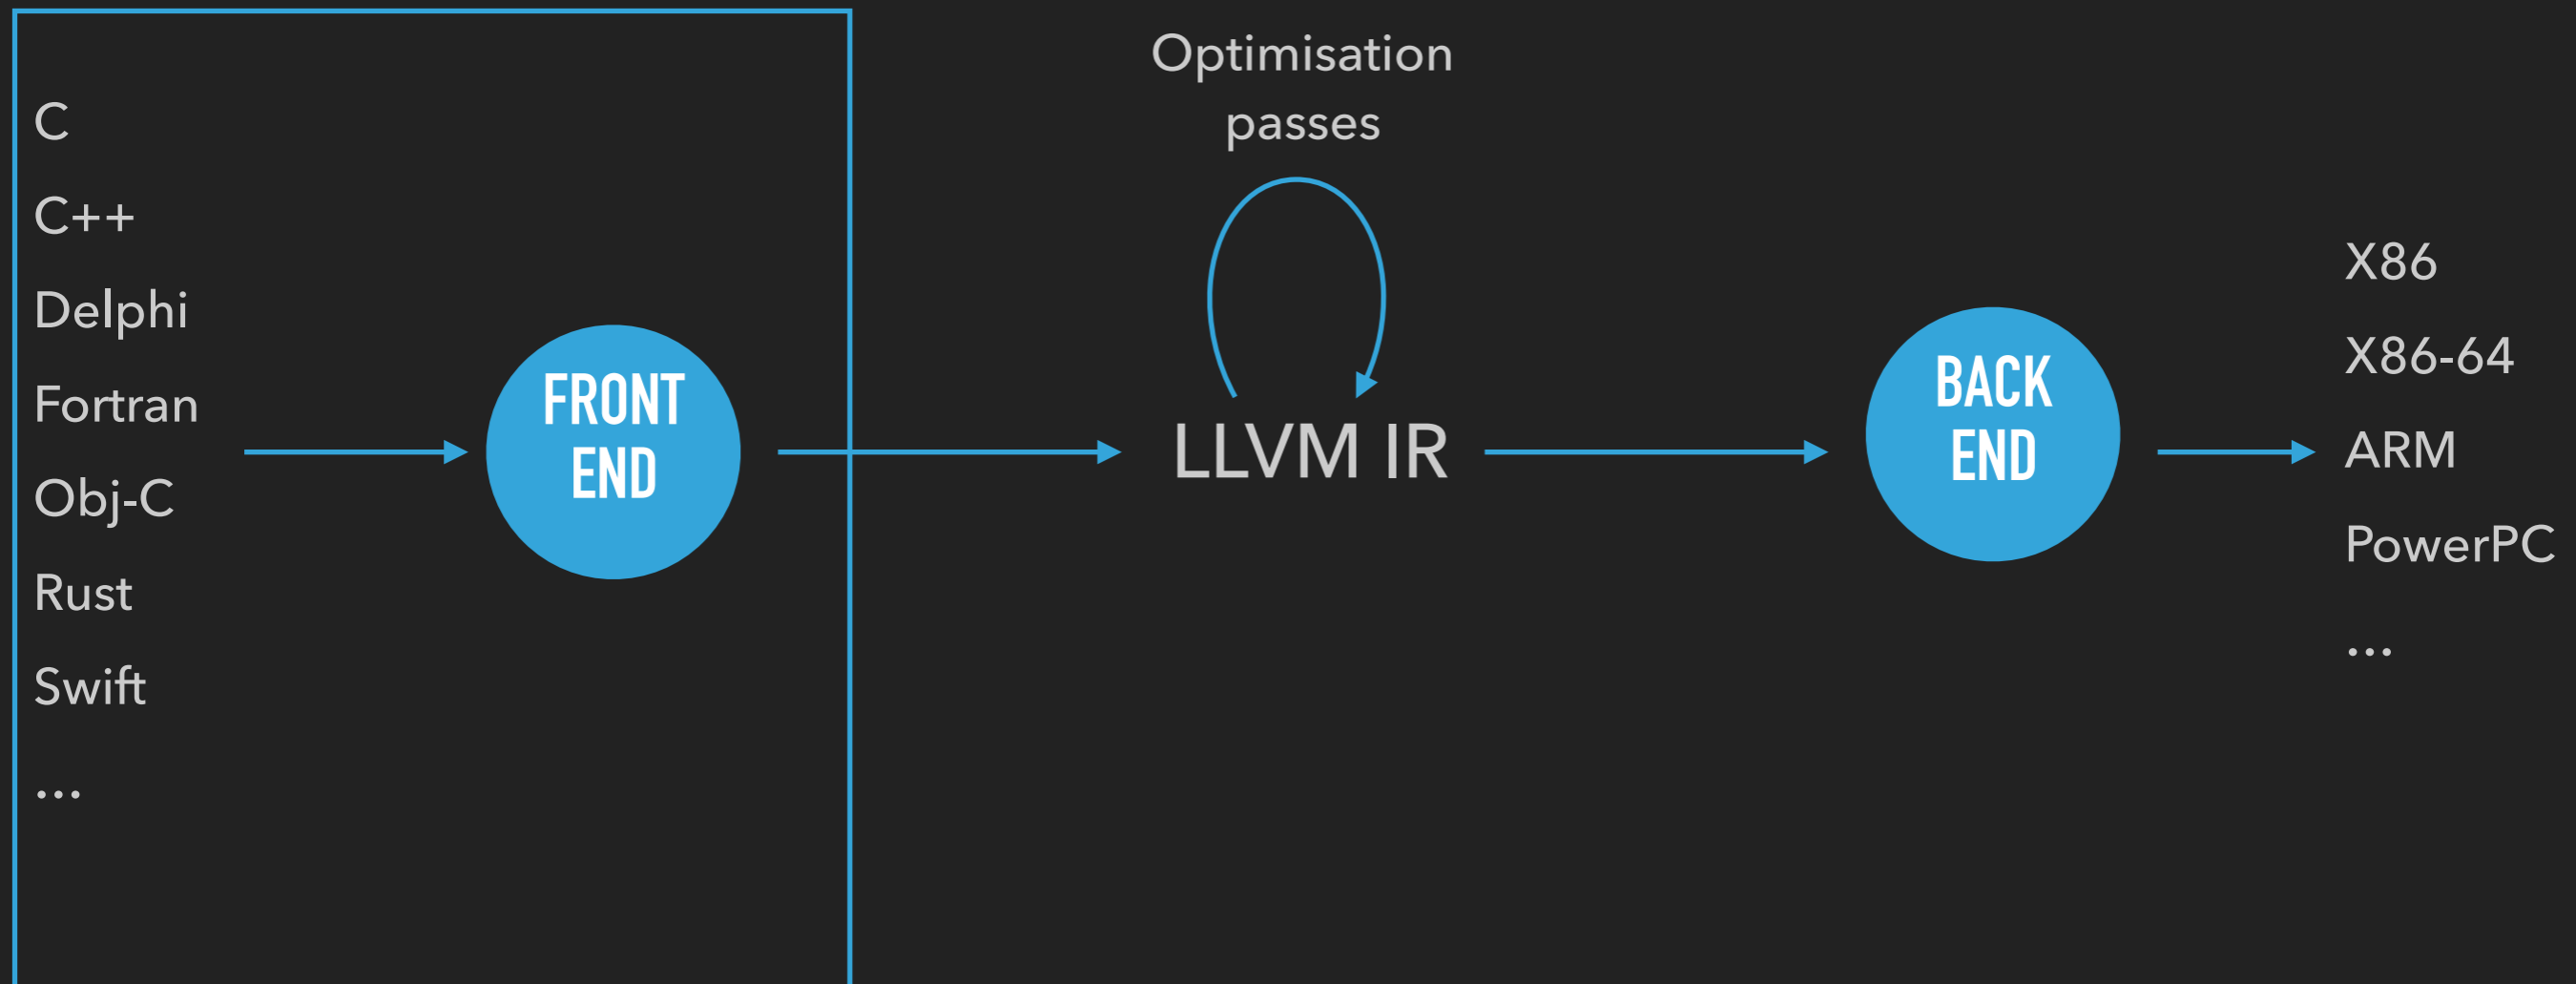 C
C++
Delphi
Fortran
Obj-C
Rust
Swift
...
FRONT
END
Optimisation
passes
LLVM IR
BACK
END
X86
X86-64
ARM
PowerPC
...